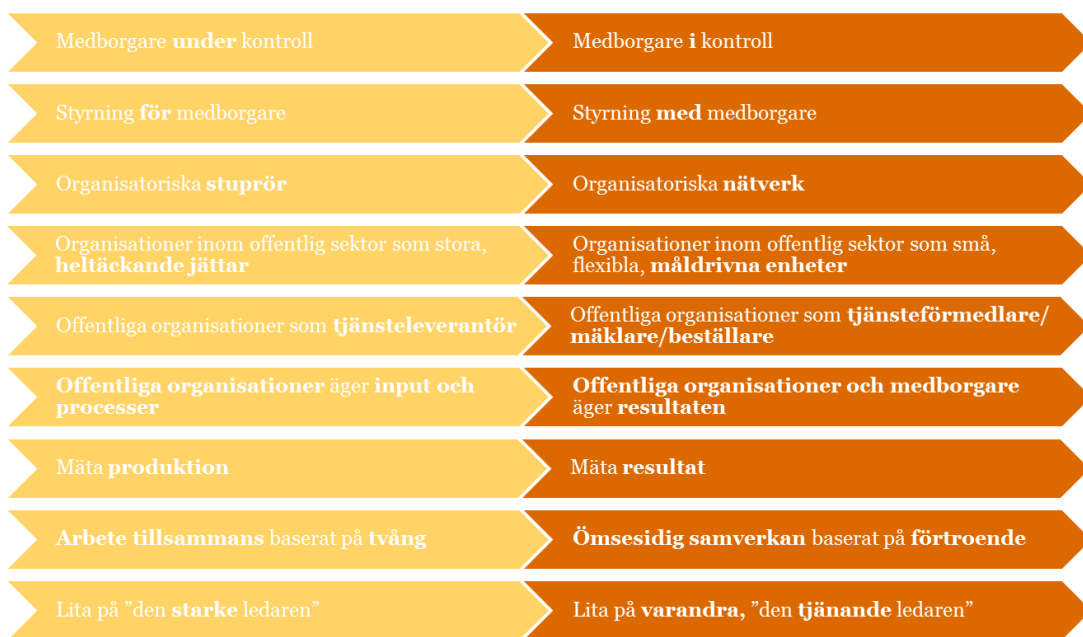 Medborgare under kontroll
Medborgare i kontroll
Styrning för medborgare
Styrning med medborgare
Organisatoriska stuprör
Organisatoriska nätverk
Organisationer inom offentlig sektor som stora,
heltäckande jättar
Organisationer inom offentlig sektor som små,
flexibla, måldrivna enheter
Offentliga organisationer som tjänsteleverantör
Offentliga organisationer som tjänsteförmedlare/
mäklare/beställare
Offentliga organisationer äger input och
processer
Offentliga organisationer och medborgare
äger resultaten
Mäta produktion
Mäta resultat
Arbete tillsammans baserat på tvång
Ömsesidig samverkan baserat på förtroende
Lita på ”den starke ledaren”
Lita på varandra, ”den tjänande ledaren”